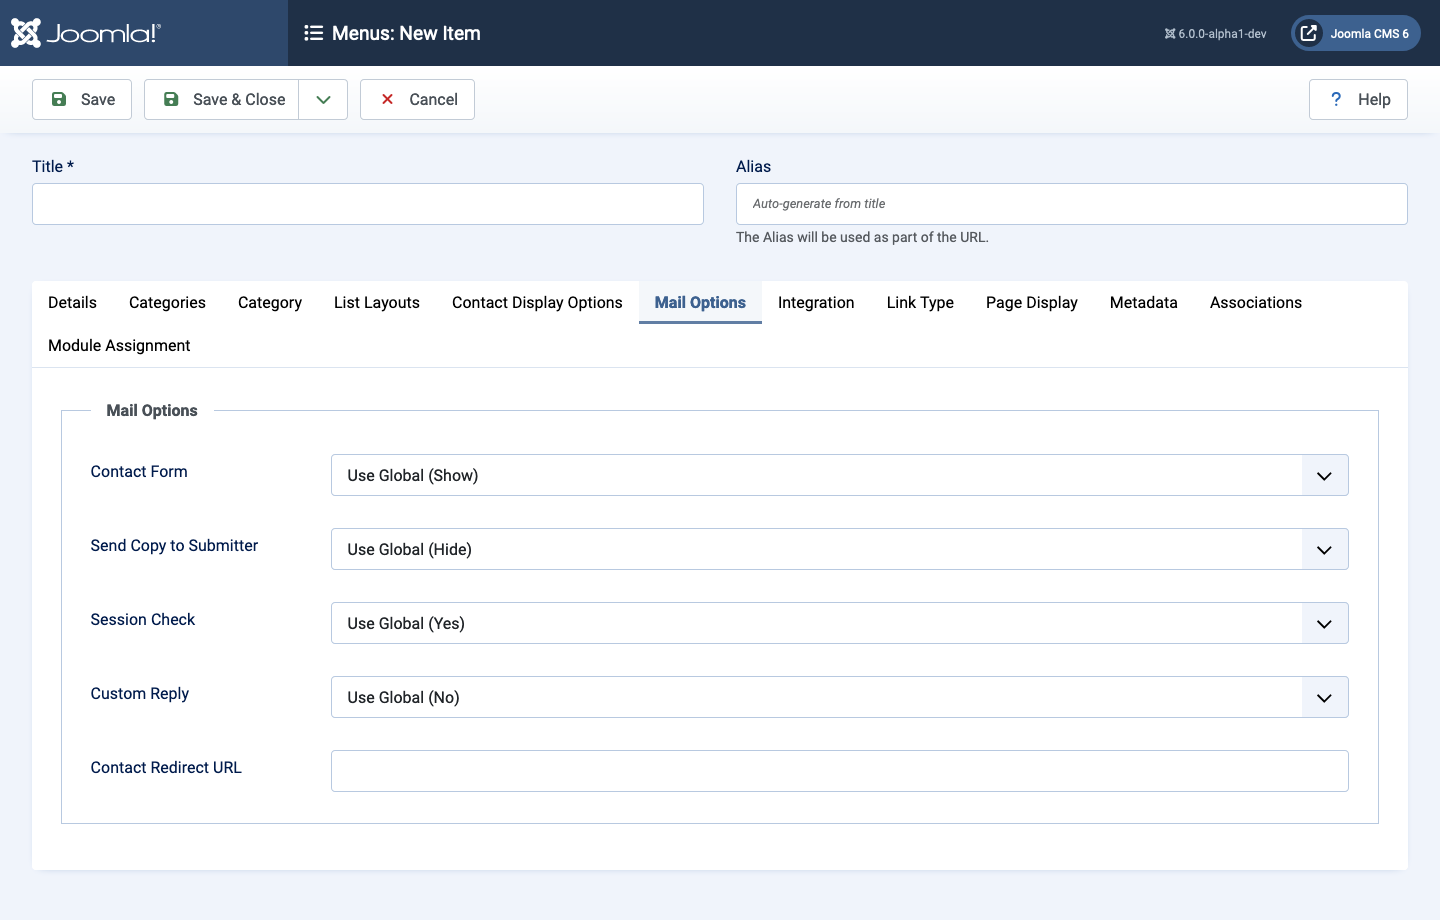 Joomla!® Menus: New Item 6.0.0-alpha1-dev Joomla CMS 6
Save Save & Close Cancel ? Help
Title * Alias
Auto-generate from title
The Alias will be used as part of the URL.
Details Categories Category List Layouts Contact Display Options Mail Options Integration Link Type Page Display Metadata Associations
Module Assignment
Mail Options
Contact Form Use Global (Show)
Send Copy to Submitter Use Global (Hide)
Session Check Use Global (Yes)
Custom Reply Use Global (No)
Contact Redirect URL